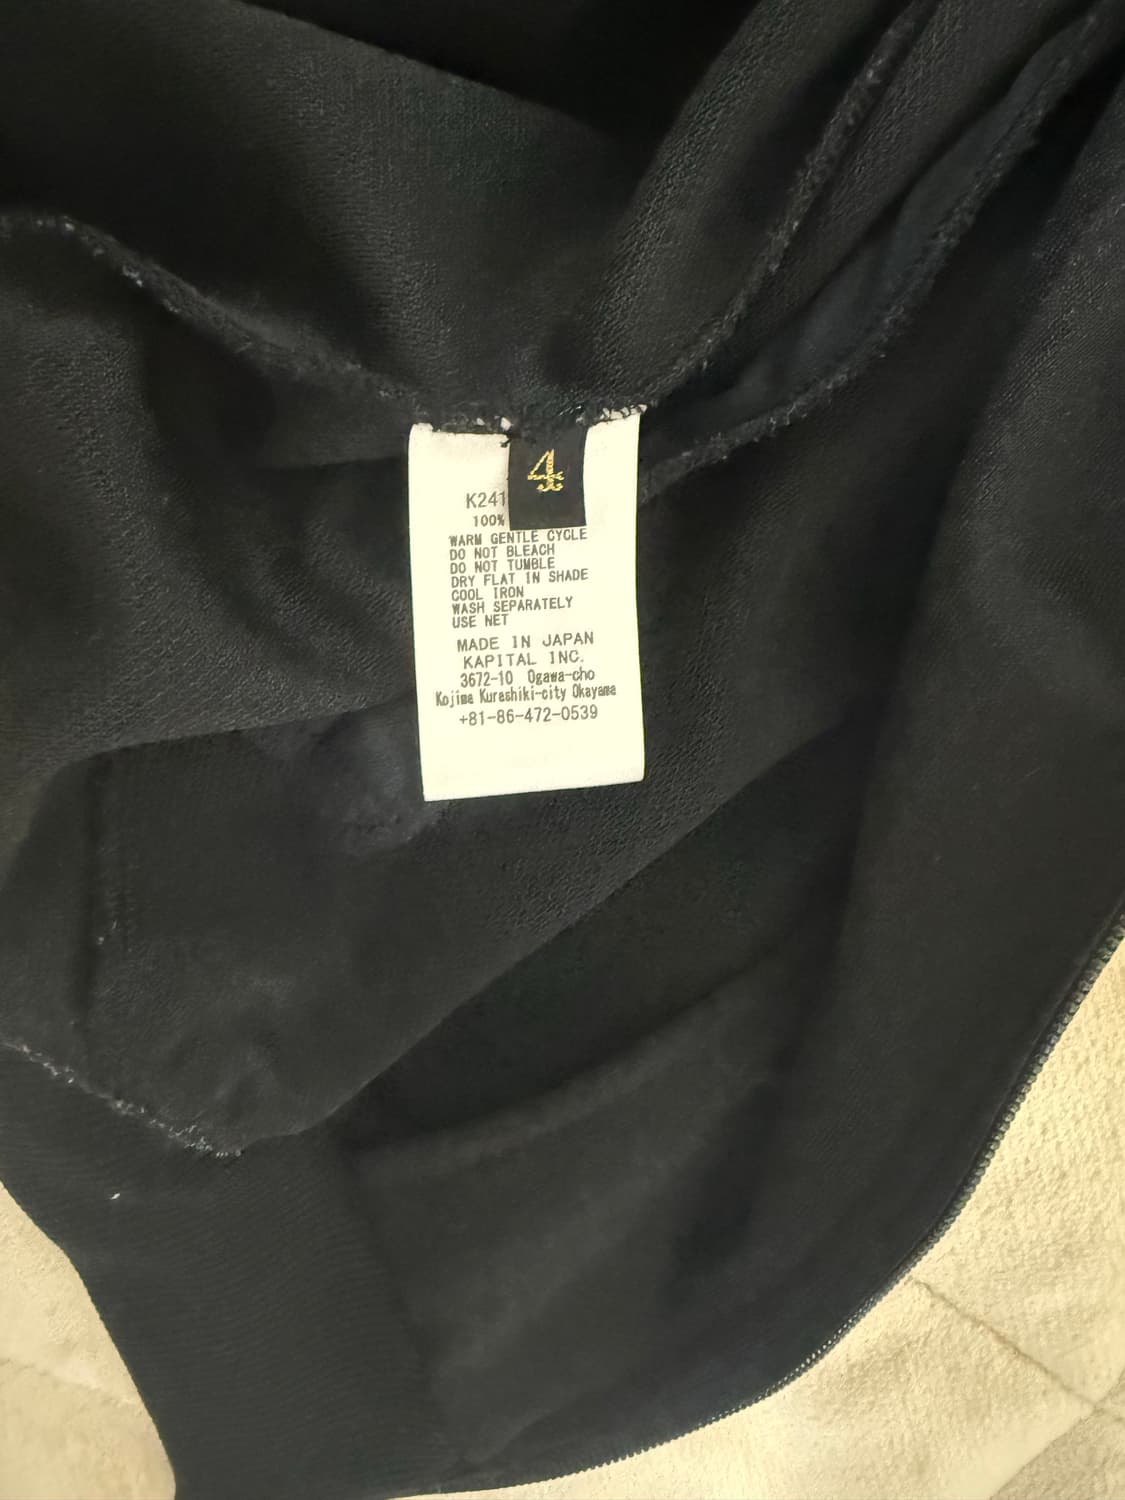 4
K241
100%
WARM GENTLE CYCLE
DO NOT BLEACH
DO NOT TUMBLE
DRY FLAT IN SHADE
COOL IRON
WASH SEPARATELY
USE NET
MADE IN JAPAN
KAPITAL INC.
3672-10 Ogawa-cho
Kojima Kurashiki-city Okayama
+81-86-472-0539